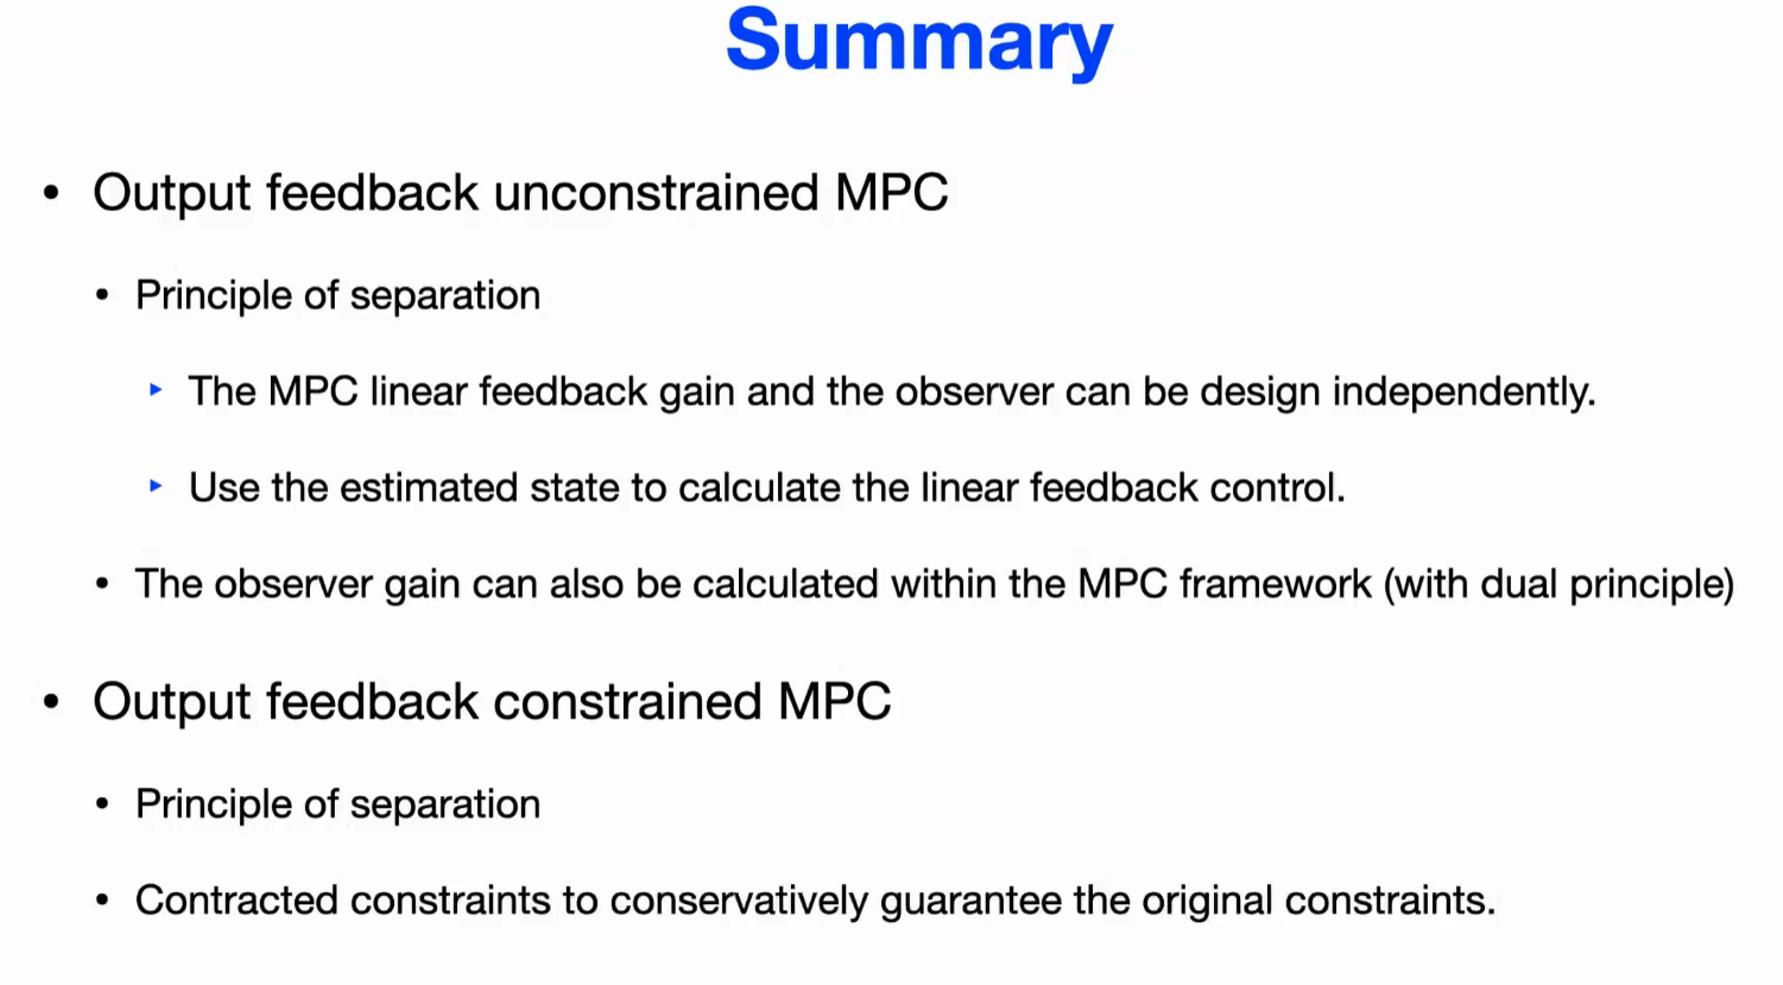 Summary
• Output feedback unconstrained MPC
• Principle of separation
‣ The MPC linear feedback gain and the observer can be design independently.
‣ Use the estimated state to calculate the linear feedback control.
• The observer gain can also be calculated within the MPC framework (with dual principle)
• Output feedback constrained MPC
• Principle of separation
• Contracted constraints to conservatively guarantee the original constraints.